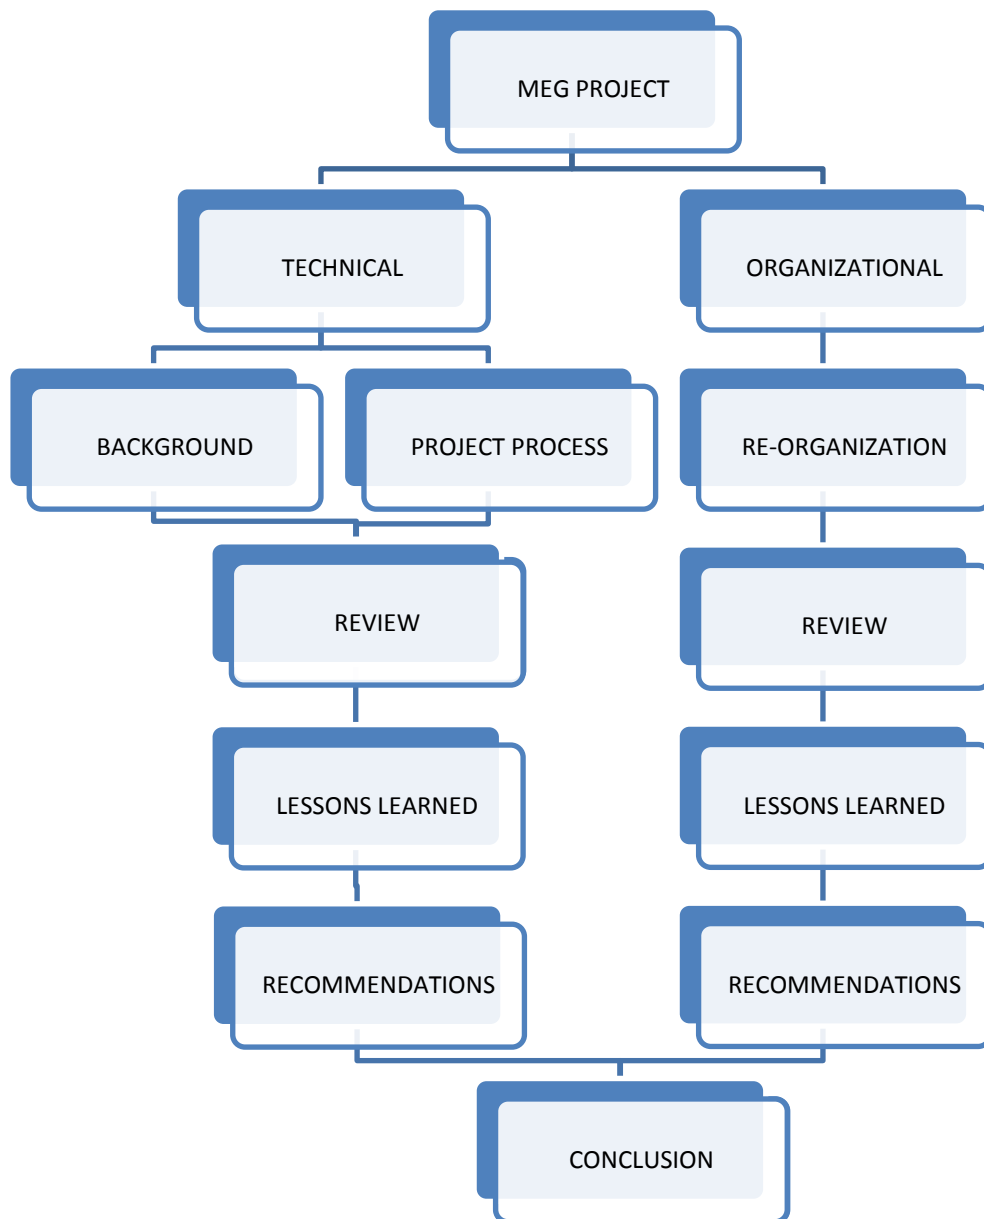 MEG PROJECT
TECHNICAL
ORGANIZATIONAL
BACKGROUND
PROJECT PROCESS
RE-ORGANIZATION
REVIEW
REVIEW
LESSONS LEARNED
LESSONS LEARNED
RECOMMENDATIONS
RECOMMENDATIONS
CONCLUSION